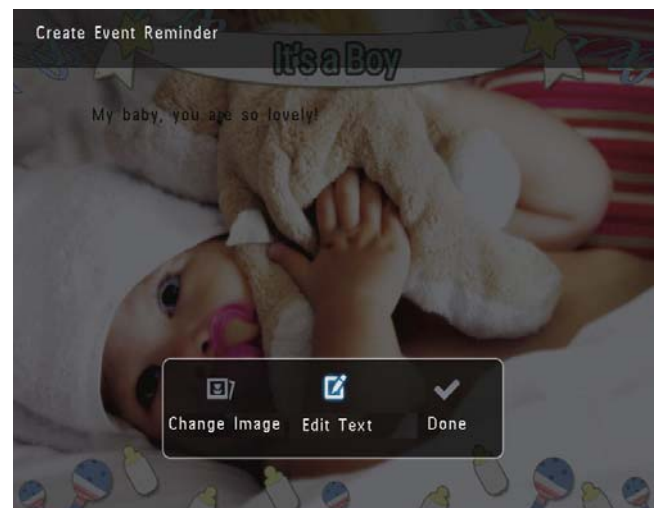 Create Event Reminder
It's a Boy
My baby, you are so lovely!
Change Image
Edit Text
Done